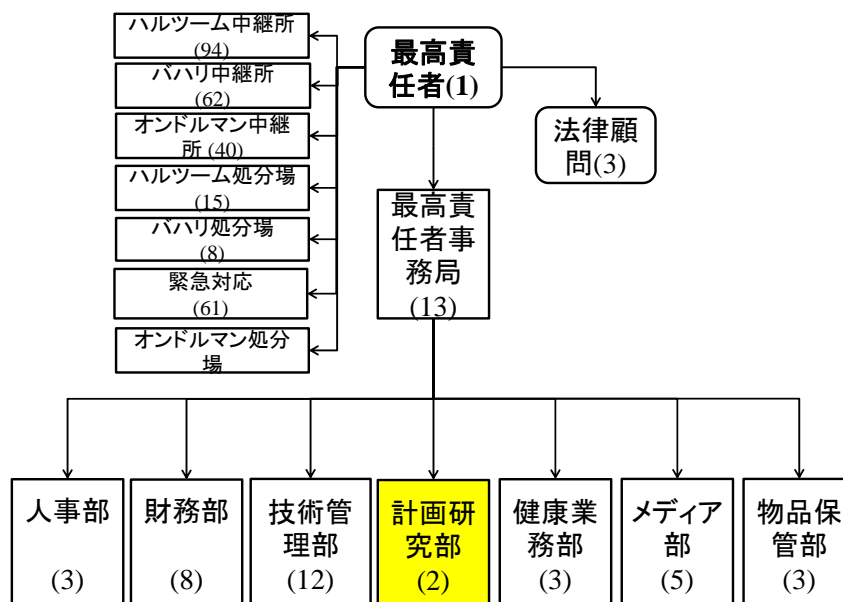 ハルツーム中継所
(94)
バハリ中継所
(62)
オンドルマン中継
所 (40)
ハルツーム処分場
(15)
バハリ処分場
(8)
緊急対応
(61)
オンドルマン処分
場
最高責
任者(1)
法律顧
問(3)
最高責
任者事
務局
(13)
人事部
(3)
財務部
(8)
技術管
理部
(12)
計画研
究部
(2)
健康業
務部
(3)
メディア
部
(5)
物品保
管部
(3)